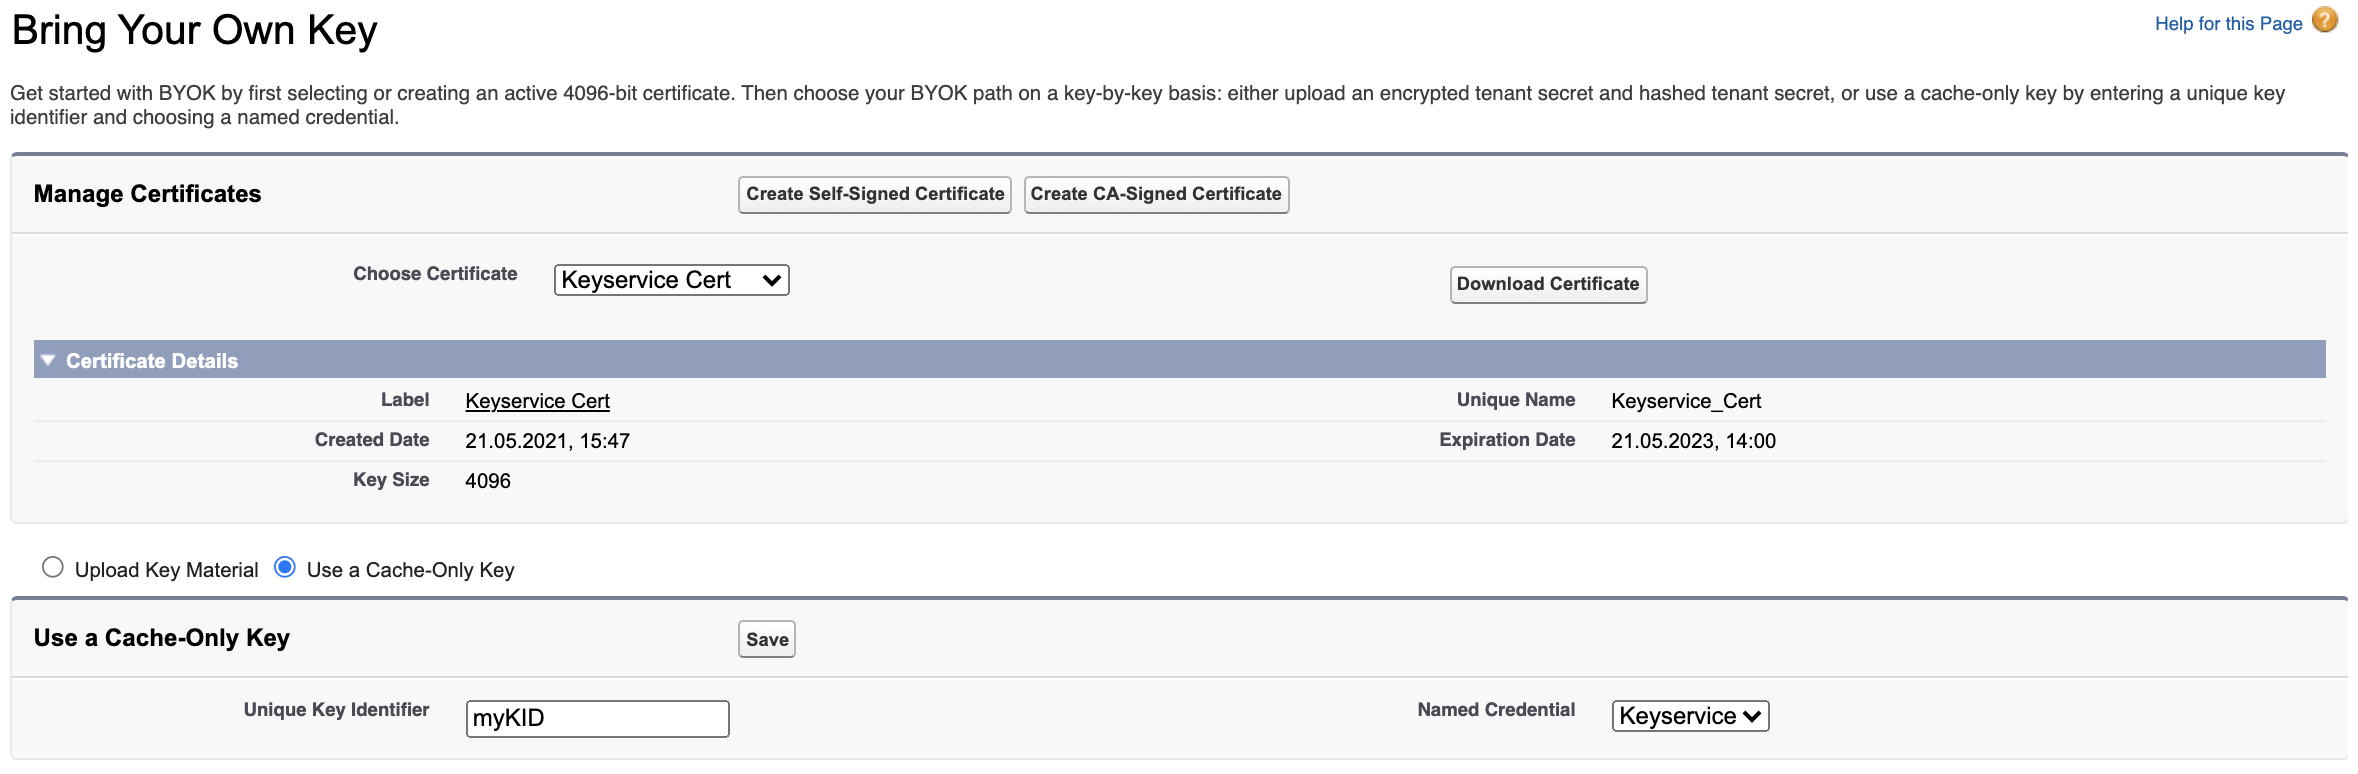 Bring Your Own Key
Help for this Page ?
Get started with BYOK by first selecting or creating an active 4096-bit certificate. Then choose your BYOK path on a key-by-key basis: either upload an encrypted tenant secret and hashed tenant secret, or use a cache-only key by entering a unique key
identifier and choosing a named credential.
Manage Certificates
Create Self-Signed Certificate
Create CA-Signed Certificate
Choose Certificate
Keyservice Cert
Download Certificate
Certificate Details
Label Keyservice Cert
Unique Name Keyservice_Cert
Created Date 21.05.2021, 15:47
Expiration Date 21.05.2023, 14:00
Key Size 4096
Upload Key Material
Use a Cache-Only Key
Use a Cache-Only Key
Save
Unique Key Identifier myKID
Named Credential Keyservice